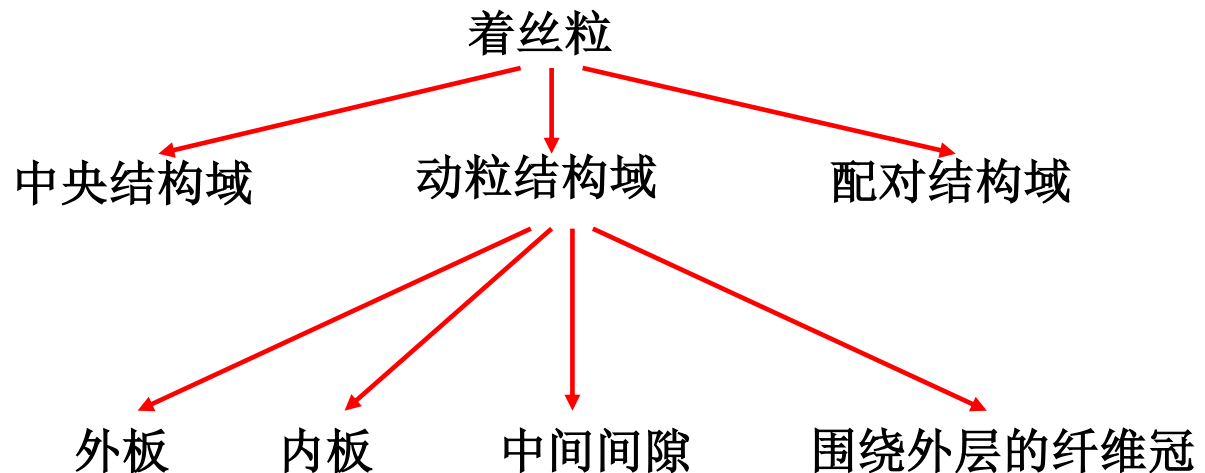 着丝粒
中央结构域
动粒结构域
配对结构域
外板
内板
中间间隙
围绕外层的纤维冠